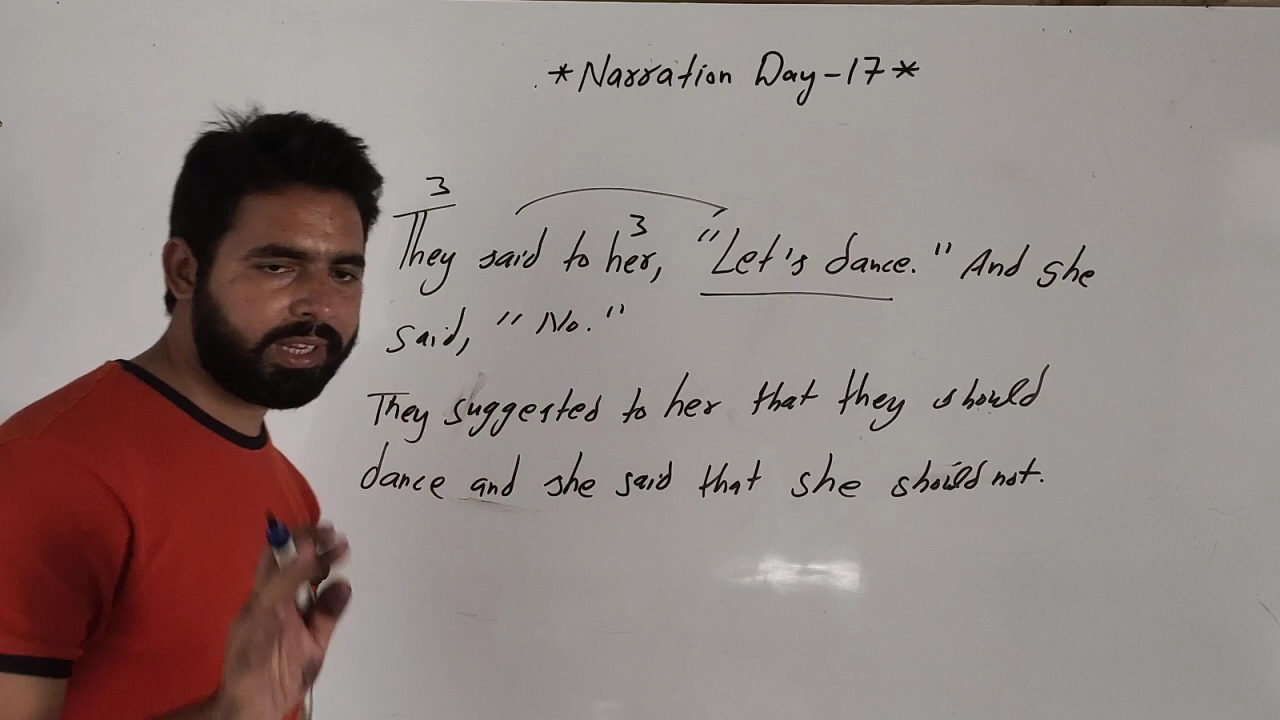 *Narration Day-17*
3
3
They said to her, "Let's dance." And she
said, "No."
They suggested to her that they should
dance and she said that she should not.